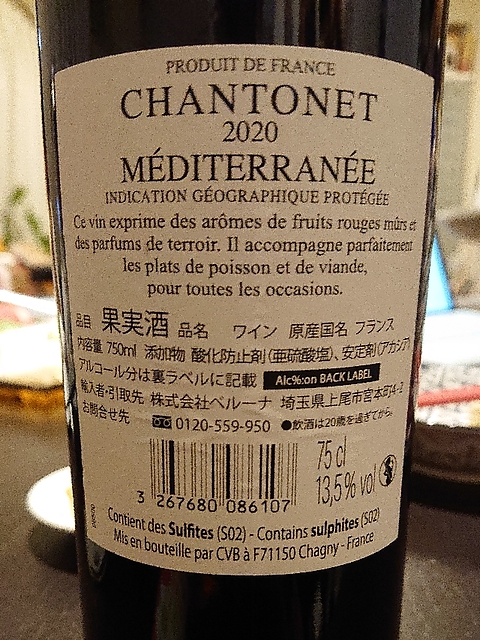 PRODUIT DE FRANCE
CHANTONET
2020
MÉDITERRANÉE
INDICATION GÉOGRAPHIQUE PROTÉGÉE
Ce vin exprime des arômes de fruits rouges mûrs et
des parfums de terroir. Il accompagne parfaitement
les plats de poisson et de viande,
pour toutes les occasions.
品目 果実酒 品名 ワイン 原産国名 フランス
内容量 750ml 添加物 酸化防止剤(亜硫酸塩)、安定剤(アカシア)
アルコール分は裏ラベルに記載 Alc%:on BACK LABEL
輸入者・引取先 株式会社ベルーナ 埼玉県上尾市宮本町4-2
お問合せ先 0120-559-950 ●飲酒は20歳を過ぎてから。
75 cl
13,5% vol
3 267680 086107
Contient des Sulfites (S02) - Contains sulphites (S02)
Mis en bouteille par CVB à F71150 Chagny - France